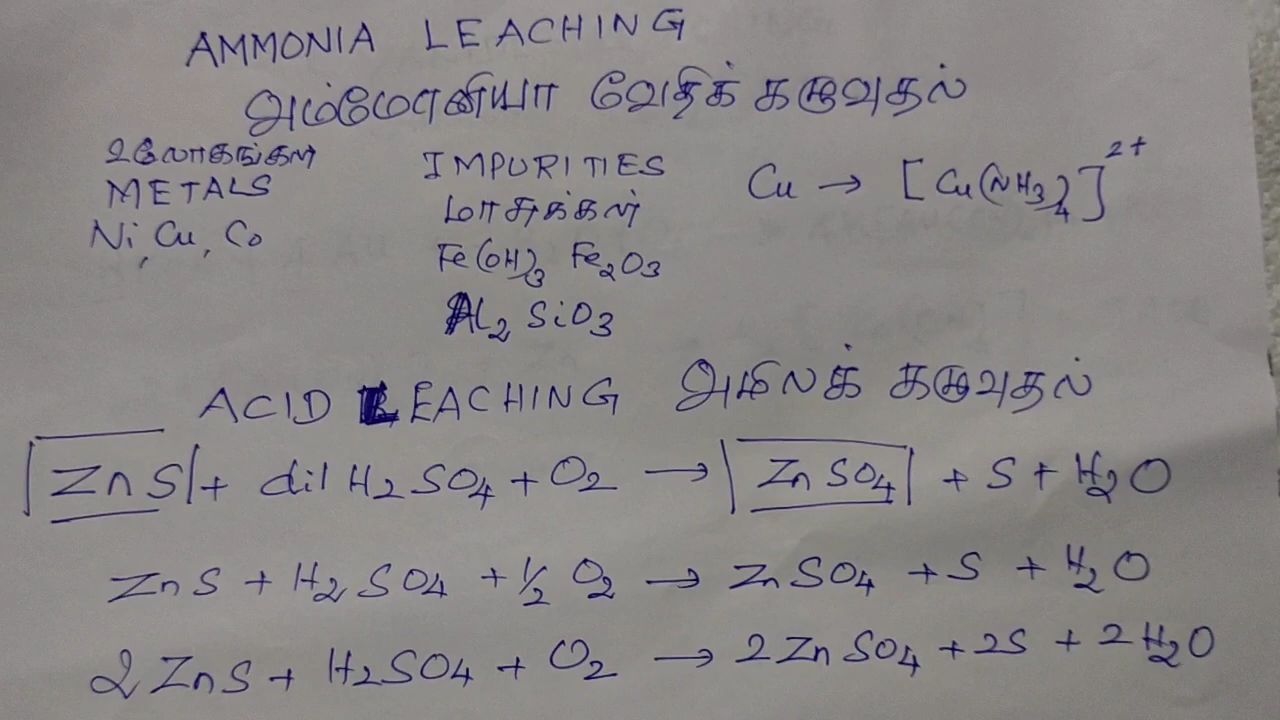 AMMONIA LEACHING
அம்மோனியா வேதிக் கழுவுதல்
உலோகங்கள்
METALS
Ni, Cu, Co
IMPURITIES
மாசுக்கள்
Fe(OH)₃ Fe₂O₃
Al₂ SiO₃
Cu → [Cu(NH₃)₄]²⁺
ACID LEACHING அமிலக் கழுவுதல்
ZnS + dil H₂SO₄ + O₂ → ZnSO₄ + S + H₂O
ZnS + H₂SO₄ + ½ O₂ → ZnSO₄ + S + H₂O
2ZnS + H₂SO₄ + O₂ → 2ZnSO₄ + 2S + 2H₂O